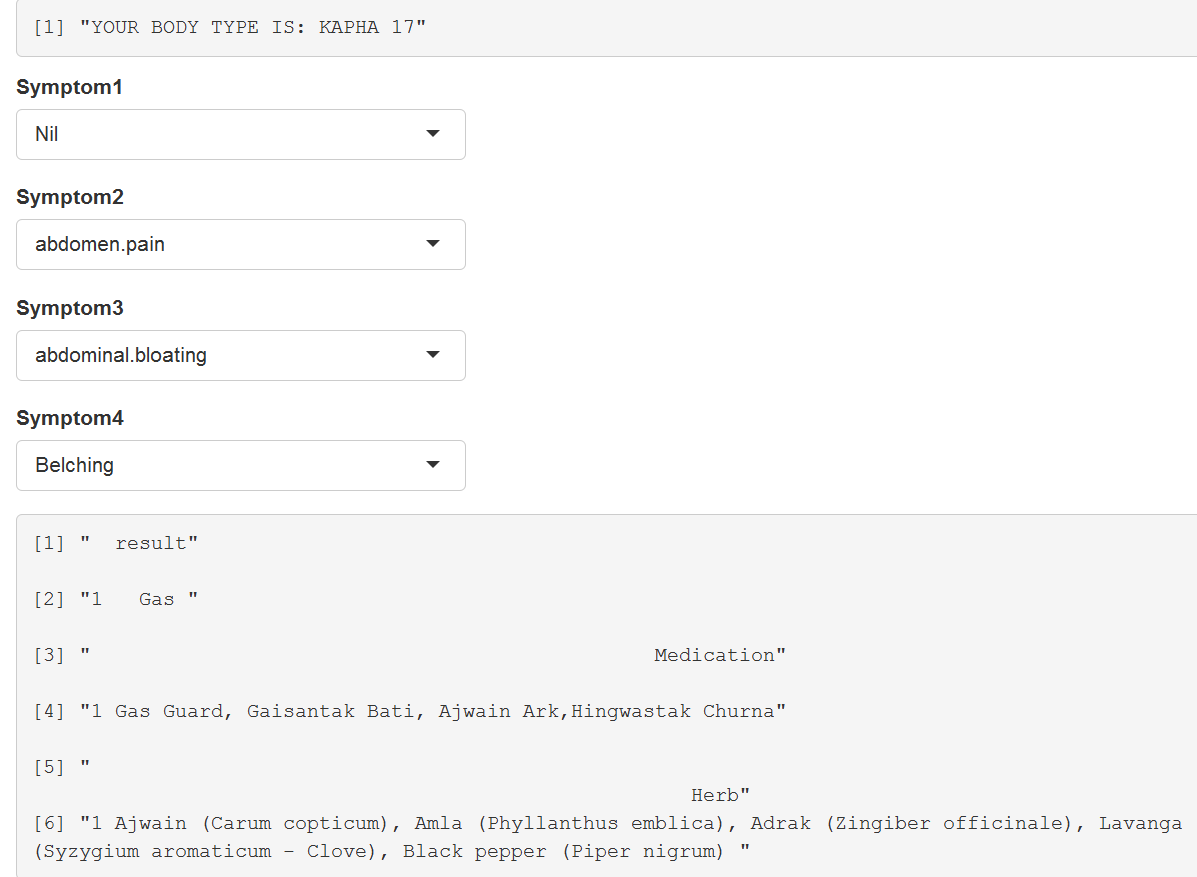 [1] "YOUR BODY TYPE IS: KAPHA 17"
Symptom1
Nil
Symptom2
abdomen.pain
Symptom3
abdominal.bloating
Symptom4
Belching
[1] "  result"
[2] "1   Gas "
[3] "                                                Medication"
[4] "1 Gas Guard, Gaisantak Bati, Ajwain Ark,Hingwastak Churna"
[5] "
Herb"
[6] "1 Ajwain (Carum copticum), Amla (Phyllanthus emblica), Adrak (Zingiber officinale), Lavanga
(Syzygium aromaticum - Clove), Black pepper (Piper nigrum) "